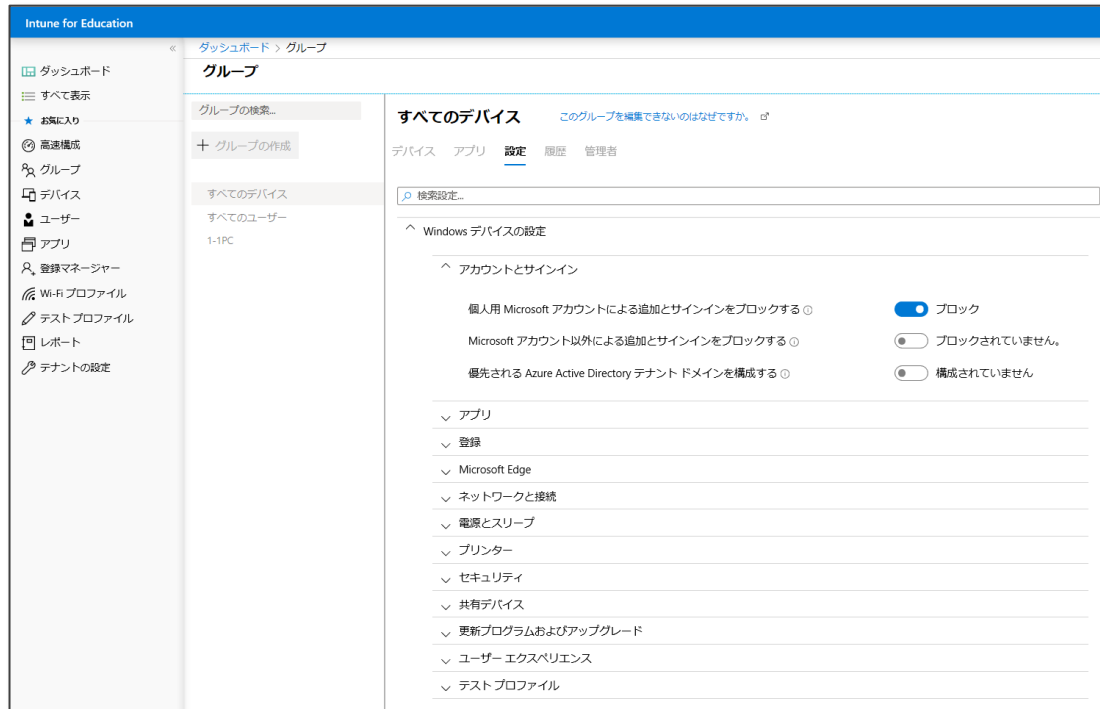 Intune for Education
«
ダッシュボード > グループ
ダッシュボード
すべて表示
お気に入り
高速構成
グループ
デバイス
ユーザー
アプリ
登録マネージャー
Wi-Fi プロファイル
テスト プロファイル
レポート
テナントの設定
グループ
グループの検索...
+ グループの作成
すべてのデバイス
すべてのユーザー
1-1PC
すべてのデバイス このグループを編集できないのはなぜですか。
デバイス アプリ 設定 履歴 管理者
検索設定...
Windows デバイスの設定
アカウントとサインイン
個人用 Microsoft アカウントによる追加とサインインをブロックする ブロック
Microsoft アカウント以外による追加とサインインをブロックする ブロックされていません。
優先される Azure Active Directory テナント ドメインを構成する 構成されていません
アプリ
登録
Microsoft Edge
ネットワークと接続
電源とスリープ
プリンター
セキュリティ
共有デバイス
更新プログラムおよびアップグレード
ユーザー エクスペリエンス
テスト プロファイル